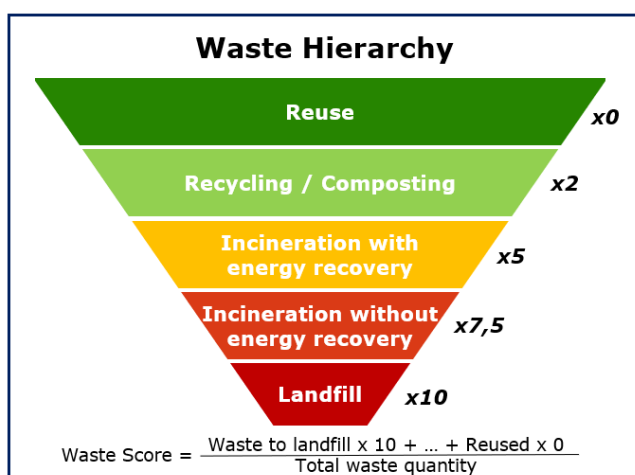 Waste Hierarchy
Reuse
x0
Recycling / Composting
x2
Incineration with
energy recovery
x5
Incineration without
energy recovery
x7,5
Landfill
x10
Waste Score = Waste to landfill x 10 + ... + Reused x 0
Total waste quantity